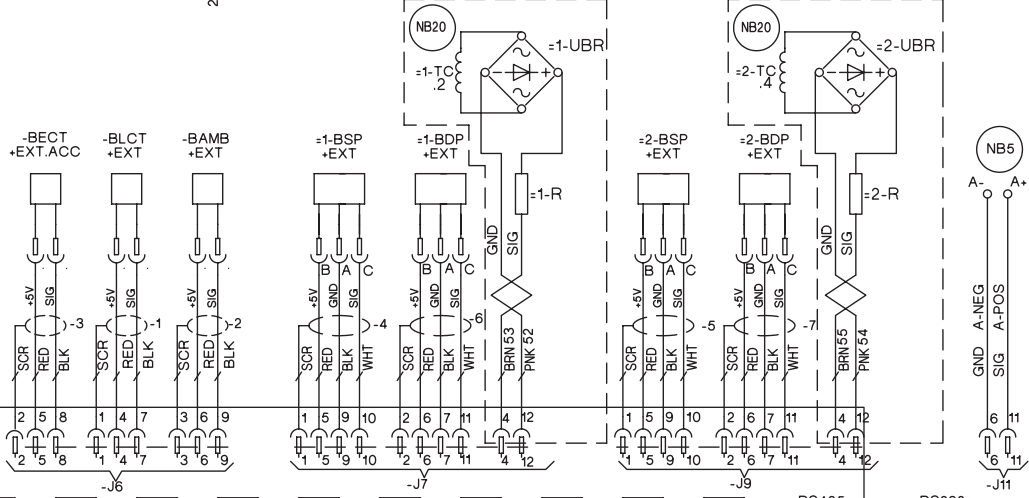 2
NB20
=1-UBR
=1-TC
.2
NB20
=2-UBR
=2-TC
.4
-BECT
+EXT.ACC
-BLCT
+EXT
-BAMB
+EXT
=1-BSP
+EXT
=1-BDP
+EXT
=2-BSP
+EXT
=2-BDP
+EXT
NB5
A- A+
=1-R
=2-R
GND SIG
GND SIG
B A C
B A C
B A C
B A C
+5V SIG
+5V SIG
+5V SIG
+5V GND SIG
+5V GND SIG
+5V GND SIG
+5V GND SIG
-3
-1
-2
-4
-6
-5
-7
A-NEG A-POS
GND SIG
SCR RED BLK
SCR RED BLK
SCR RED BLK
SCR RED BLK WHT
SCR RED BLK WHT
BRN 53 PNK 52
SCR RED BLK WHT
SCR RED BLK WHT
BRN 55 PNK 54
2 5 8 1 4 7 3 6 9 1 5 9 10 2 6 7 11 4 12 1 5 9 10 2 6 7 11 4 12 6 11
2 5 8 1 4 7 3 6 9 1 5 9 10 2 6 7 11 4 12 1 5 9 10 2 6 7 11 4 12 6 11
-J6
-J7
-J9
-J11